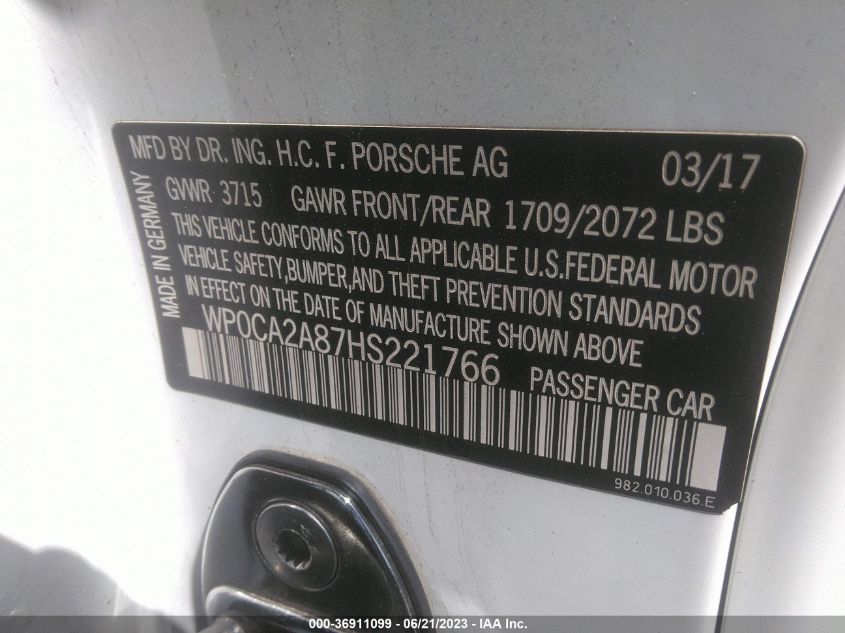 MFD BY DR. ING. H.C. F. PORSCHE AG 03/17
GVWR 3715 GAWR FRONT/REAR 1709/2072 LBS
THIS VEHICLE CONFORMS TO ALL APPLICABLE U.S.FEDERAL MOTOR
VEHICLE SAFETY,BUMPER,AND THEFT PREVENTION STANDARDS
IN EFFECT ON THE DATE OF MANUFACTURE SHOWN ABOVE
WP0CA2A87HS221766 PASSENGER CAR
MADE IN GERMANY
982.010.036.E
000-36911099 - 06/21/2023 - IAA Inc.